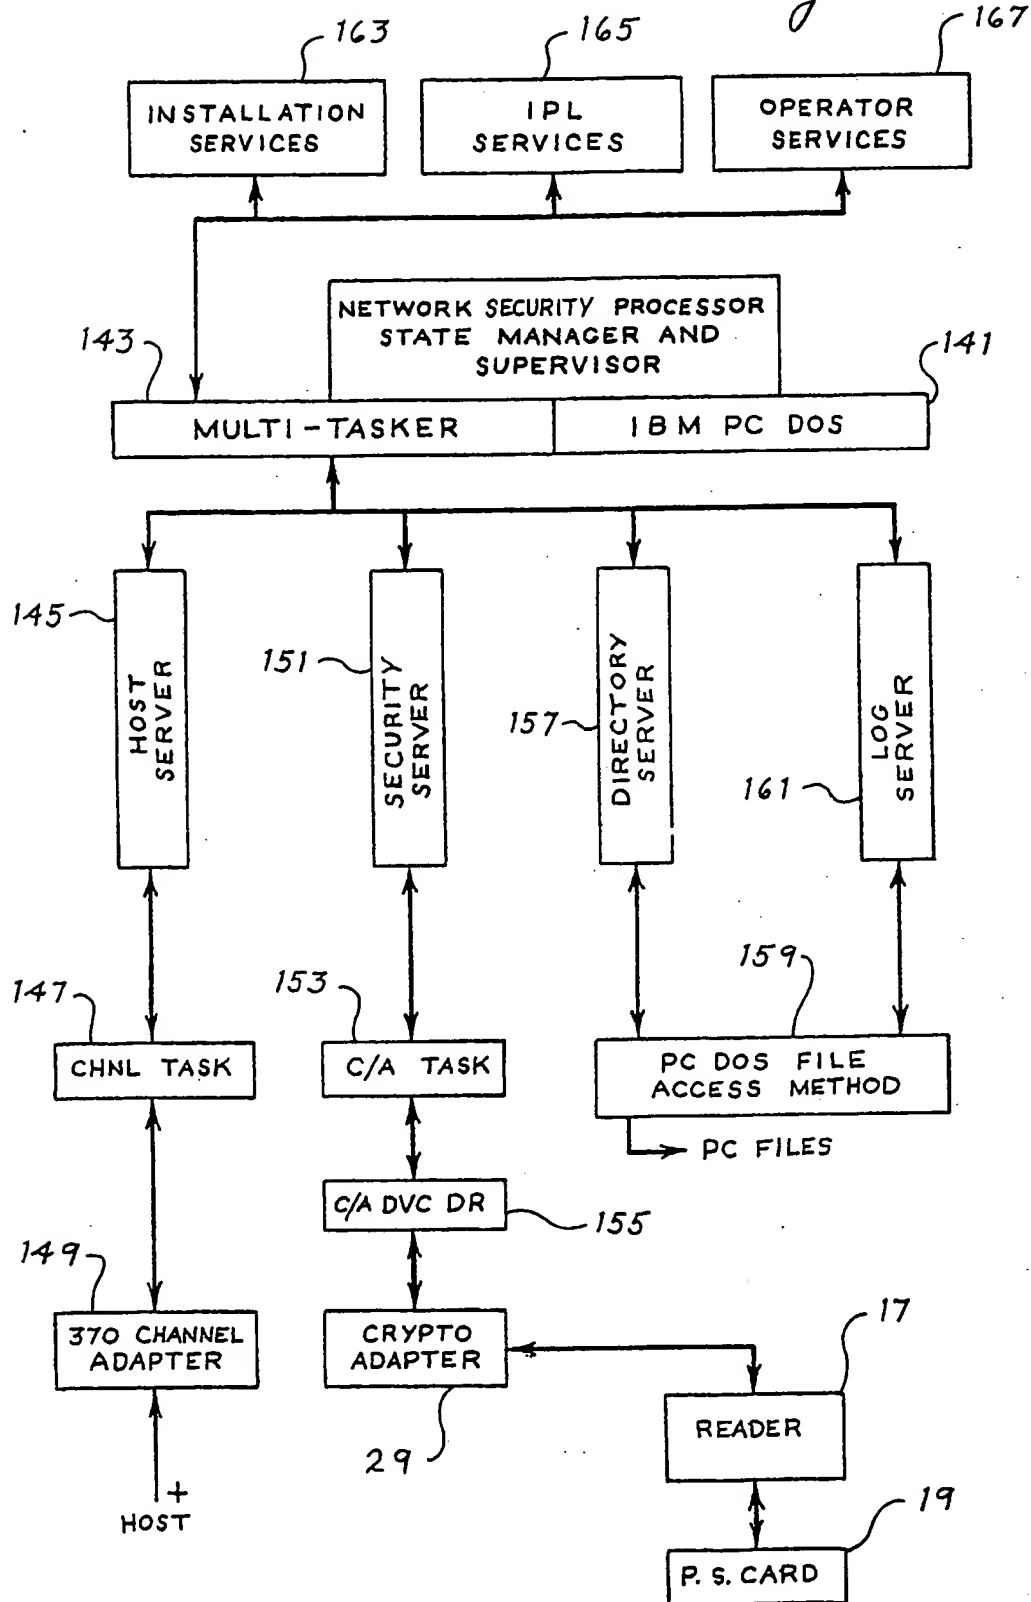 163
165
167
INSTALLATION
SERVICES
IPL
SERVICES
OPERATOR
SERVICES
NETWORK SECURITY PROCESSOR
STATE MANAGER AND
SUPERVISOR
143
141
MULTI-TASKER
IBM PC DOS
145
HOST
SERVER
151
SECURITY
SERVER
157
DIRECTORY
SERVER
161
LOG
SERVER
147
153
159
CHNL TASK
C/A TASK
PC DOS FILE
ACCESS METHOD
PC FILES
C/A DVC DR
155
149
370 CHANNEL
ADAPTER
CRYPTO
ADAPTER
17
READER
29
+
HOST
19
P. S. CARD